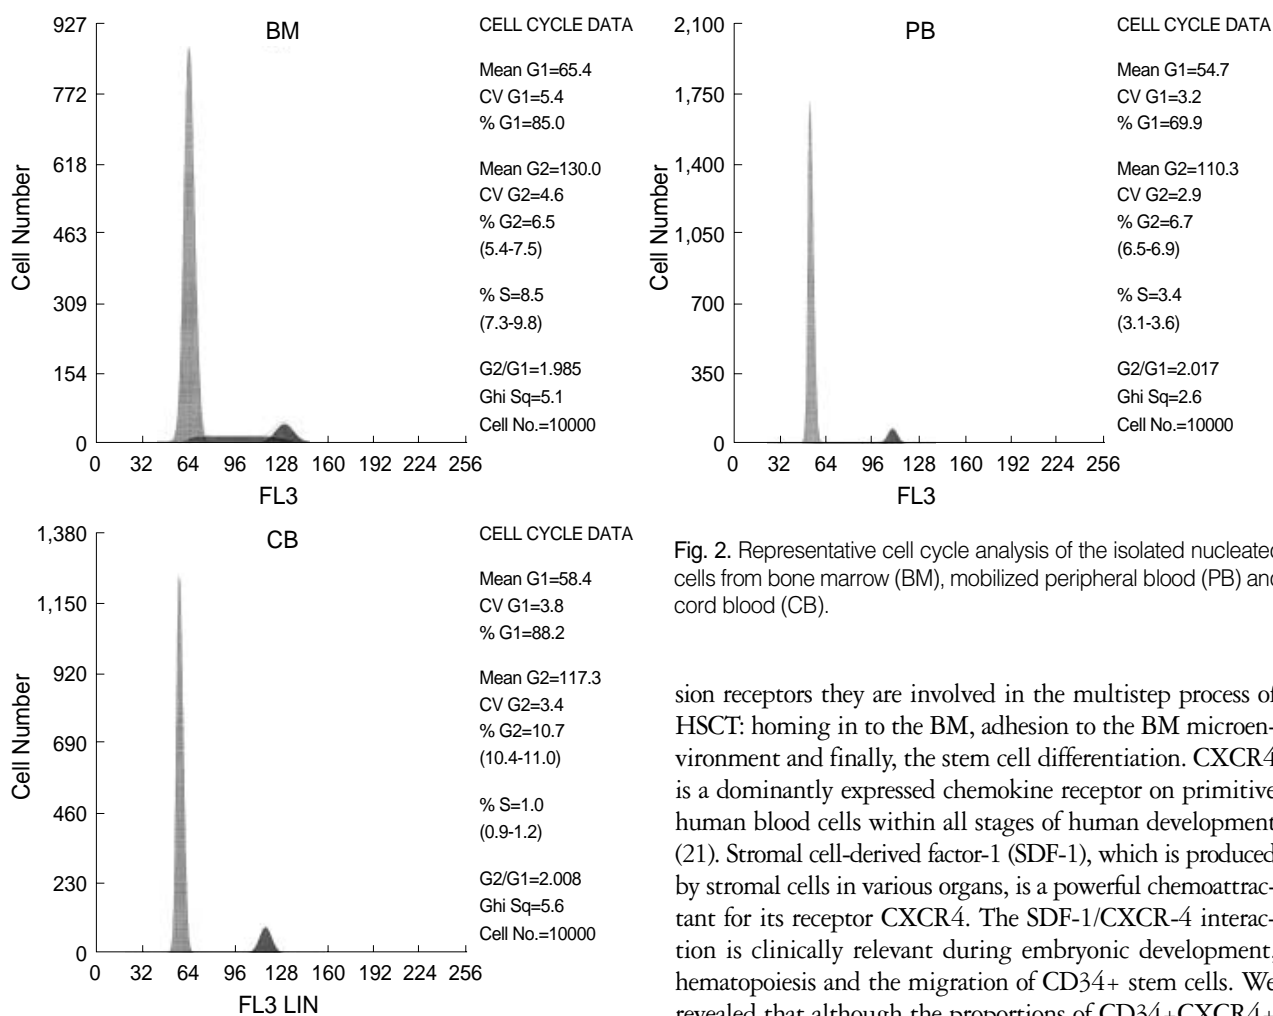 BM
927
772
618
463
309
154
0
Cell Number
0 32 64 96 128 160 192 224 256
FL3
CELL CYCLE DATA
Mean G1=65.4
CV G1=5.4
% G1=85.0
Mean G2=130.0
CV G2=4.6
% G2=6.5
(5.4-7.5)
% S=8.5
(7.3-9.8)
G2/G1=1.985
Ghi Sq=5.1
Cell No.=10000
PB
2,100
1,750
1,400
1,050
700
350
0
Cell Number
0 32 64 96 128 160 192 224 256
FL3
CELL CYCLE DATA
Mean G1=54.7
CV G1=3.2
% G1=69.9
Mean G2=110.3
CV G2=2.9
% G2=6.7
(6.5-6.9)
% S=3.4
(3.1-3.6)
G2/G1=2.017
Ghi Sq=2.6
Cell No.=10000
CB
1,380
1,150
920
690
460
230
0
Cell Number
0 32 64 96 128 160 192 224 256
FL3 LIN
CELL CYCLE DATA
Mean G1=58.4
CV G1=3.8
% G1=88.2
Mean G2=117.3
CV G2=3.4
% G2=10.7
(10.4-11.0)
% S=1.0
(0.9-1.2)
G2/G1=2.008
Ghi Sq=5.6
Cell No.=10000
Fig. 2. Representative cell cycle analysis of the isolated nucleated
cells from bone marrow (BM), mobilized peripheral blood (PB) and
cord blood (CB).
sion receptors they are involved in the multistep process of
HSCT: homing in to the BM, adhesion to the BM microen-
vironment and finally, the stem cell differentiation. CXCR4
is a dominantly expressed chemokine receptor on primitive
human blood cells within all stages of human development
(21). Stromal cell-derived factor-1 (SDF-1), which is produced
by stromal cells in various organs, is a powerful chemoattrac-
tant for its receptor CXCR4. The SDF-1/CXCR-4 interac-
tion is clinically relevant during embryonic development,
hematopoiesis and the migration of CD34+ stem cells. We
revealed that although the proportions of CD34+CXCR4+